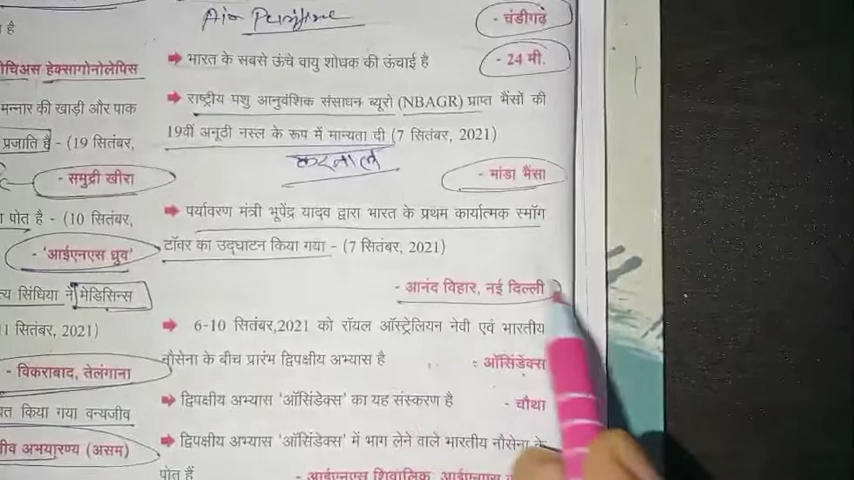 है
ोचिअस हेक्सागोनोलेपिस
मन्नार की खाड़ी और पाक
प्रजाति है - (19 सितंबर,
- समुद्री खीरा
पोत है - (10 सितंबर,
- 'आईएनएस ध्रुव'
त्य सिंधिया ने मेडिसिन्स
सितंबर, 2021)
- विकाराबाद, तेलंगाना
किया गया वन्यजीव
अभयारण्य (असम)
Air
- चंडीगढ़
➡ भारत के सबसे ऊंचे वायु शोधक की ऊंचाई है
- 24 मी.
➡ राष्ट्रीय पशु आनुवंशिक संसाधन ब्यूरो (NBAGR) प्राप्त भैंसों की
19वीं अनूठी नस्ल के रूप में मान्यता दी (7 सितंबर, 2021)
करनाल
- मांडा भैंसा
➡ पर्यावरण मंत्री भूपेंद्र यादव द्वारा भारत के प्रथम कार्यात्मक स्मॉग
टॉवर का उद्घाटन किया गया - (7 सितंबर, 2021)
- आनंद विहार, नई दिल्ली
➡ 6-10 सितंबर,2021 को रॉयल ऑस्ट्रेलियन नेवी एवं भारतीय
नौसेना के बीच प्रारंभ द्विपक्षीय अभ्यास है
: ऑसिंडेक्स
➡ द्विपक्षीय अभ्यास 'ऑसिंडेक्स' का यह संस्करण है
- चौथा
➡ द्विपक्षीय अभ्यास 'ऑसिंडेक्स' में भाग लेने वाले भारतीय नौसेना के
पोत हैं
- आईएनएस शिवालिक, आईएनएस